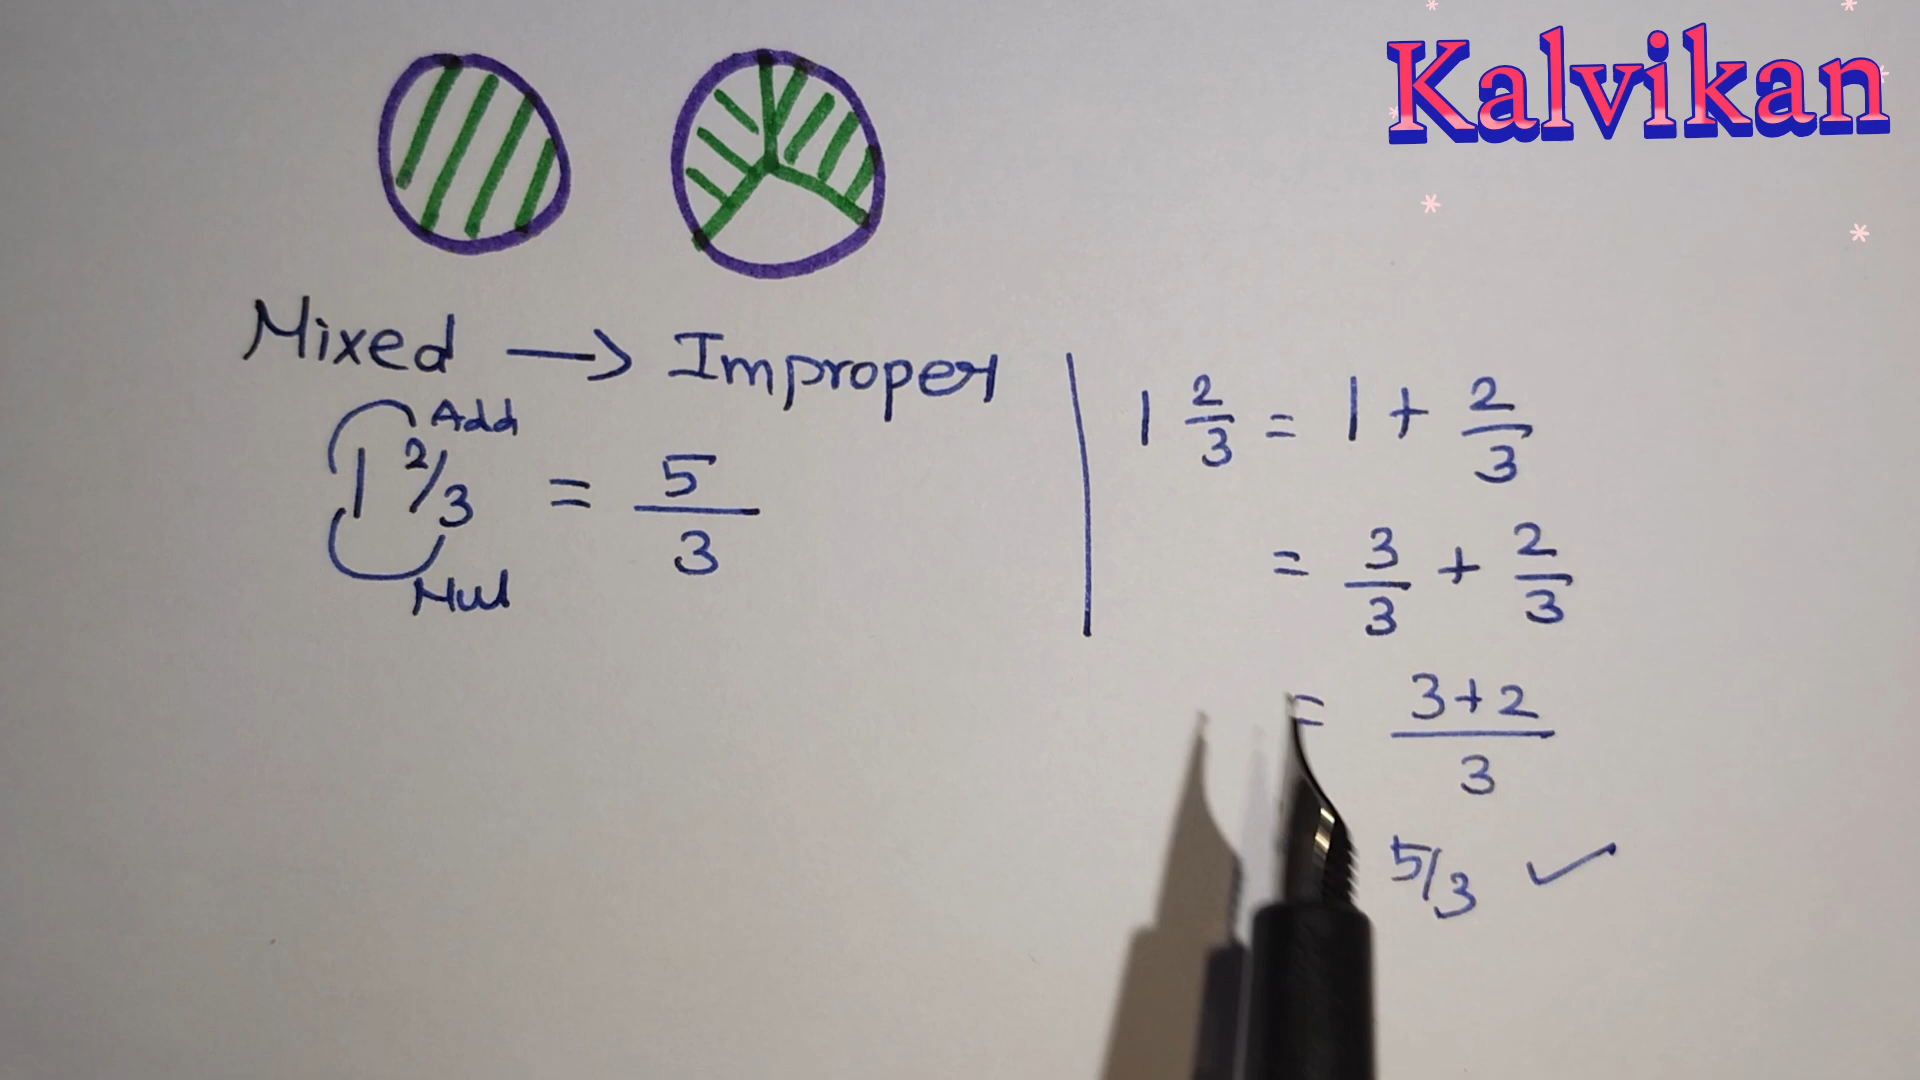 Kalvikan
Mixed → Improper
Add
1 2/3 = 5/3
Mul
1 2/3 = 1 + 2/3
= 3/3 + 2/3
= 3+2/3
5/3 ✓